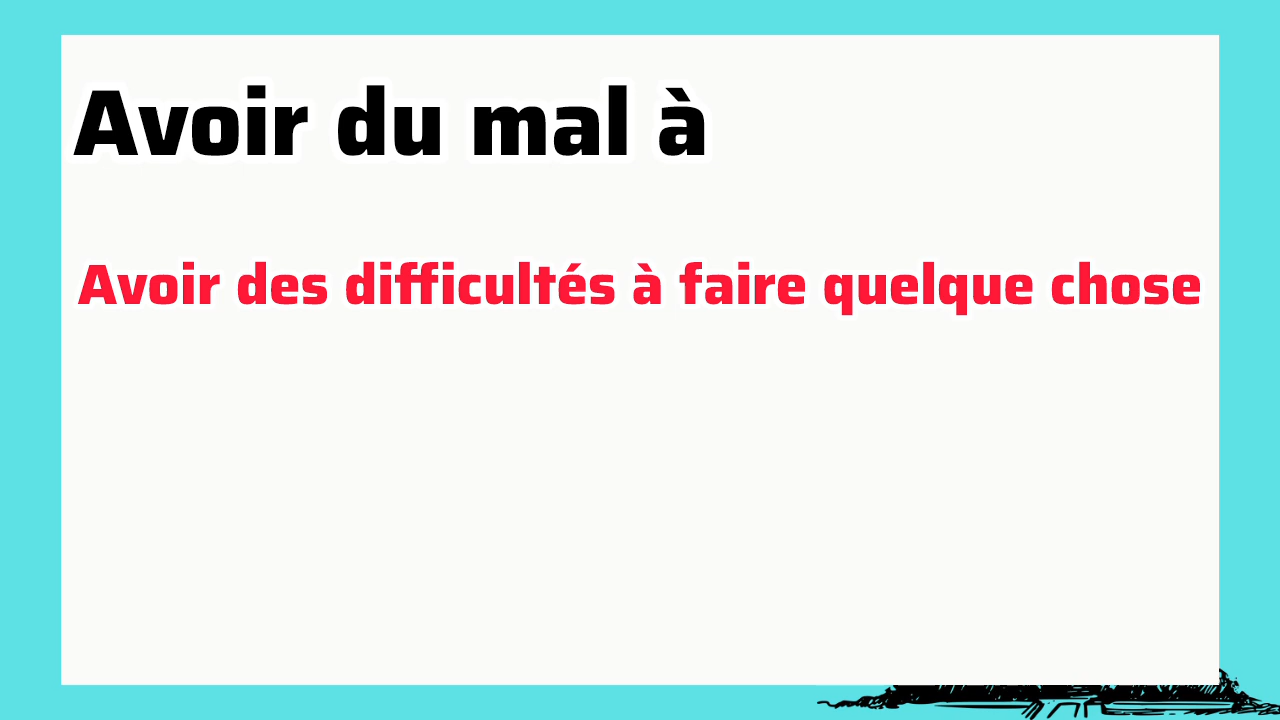 Avoir du mal à
Avoir des difficultés à faire quelque chose